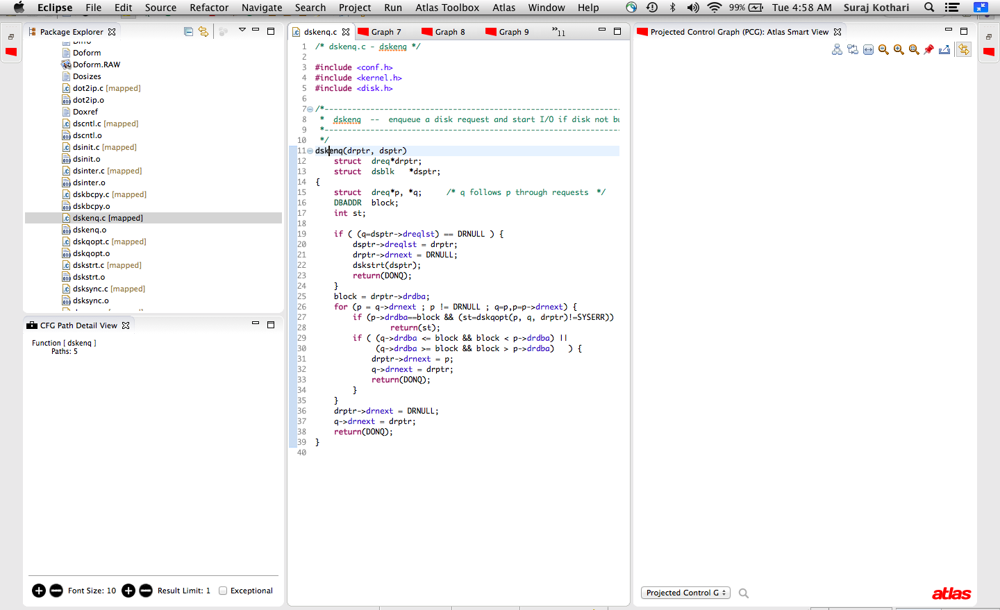 Eclipse File Edit Source Refactor Navigate Search Project Run Atlas Toolbox Atlas Window Help 99% Tue 4:58 AM Suraj Kothari
Package Explorer
Doform
Doform.RAW
Dosizes
dot2ip.c [mapped]
dot2ip.o
Doxref
dscntl.c [mapped]
dscntl.o
dsinit.c [mapped]
dsinit.o
dsinter.c [mapped]
dsinter.o
dskbcpy.c [mapped]
dskbcpy.o
dskenq.c [mapped]
dskenq.o
dskqopt.c [mapped]
dskqopt.o
dskstrt.c [mapped]
dskstrt.o
dsksync.c [mapped]
dsksync.o
CFG Path Detail View
Function [ dskenq ]
Paths: 5
Font Size: 10 Result Limit: 1 Exceptional
dskenq.c Graph 7 Graph 8 Graph 9 »11
1 /* dskenq.c - dskenq */
2
3 #include <conf.h>
4 #include <kernel.h>
5 #include <disk.h>
6
7 /*----------------------------------------------------------------
8 * dskenq -- enqueue a disk request and start I/O if disk not bu
9 *----------------------------------------------------------------
10 */
11 dskenq(drptr, dsptr)
12 struct dreq*drptr;
13 struct dsblk *dsptr;
14 {
15 struct dreq*p, *q; /* q follows p through requests */
16 DBADDR block;
17 int st;
18
19 if ( (q=dsptr->dreqlst) == DRNULL ) {
20 dsptr->dreqlst = drptr;
21 drptr->drnext = DRNULL;
22 dskstrt(dsptr);
23 return(DONQ);
24 }
25 block = drptr->drdba;
26 for (p = q->drnext ; p != DRNULL ; q=p,p=p->drnext) {
27 if (p->drdba==block && (st=dskqopt(p, q, drptr)!=SYSERR))
28 return(st);
29 if ( (q->drdba <= block && block < p->drdba) ||
30 (q->drdba >= block && block > p->drdba) ) {
31 drptr->drnext = p;
32 q->drnext = drptr;
33 return(DONQ);
34 }
35 }
36 drptr->drnext = DRNULL;
37 q->drnext = drptr;
38 return(DONQ);
39 }
40
Projected Control Graph (PCG): Atlas Smart View
Projected Control G
atlas